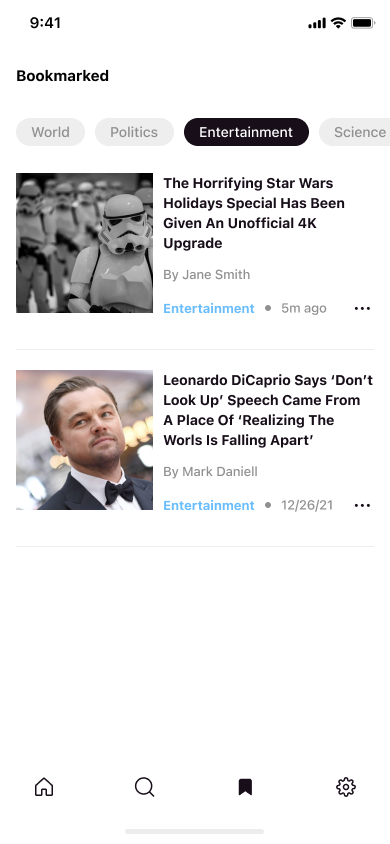 9:41
Bookmarked
World Politics Entertainment Science
The Horrifying Star Wars
Holidays Special Has Been
Given An Unofficial 4K
Upgrade
By Jane Smith
Entertainment 5m ago
Leonardo DiCaprio Says ‘Don’t
Look Up’ Speech Came From
A Place Of ‘Realizing The
Worls Is Falling Apart’
By Mark Daniell
Entertainment 12/26/21